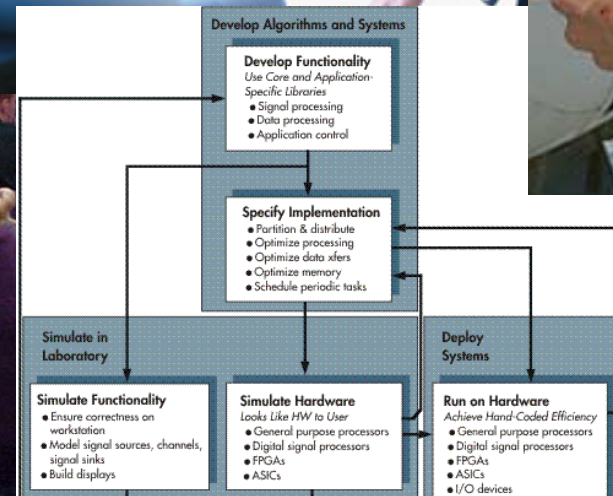 Develop Algorithms and Systems
Develop Functionality
Use Core and Application-
Specific Libraries
● Signal processing
● Data processing
● Application control
Specify Implementation
● Partition & distribute
● Optimize processing
● Optimize data xfers
● Optimize memory
● Schedule periodic tasks
Simulate in
Laboratory
Simulate Functionality
● Ensure correctness on
workstation
● Model signal sources, channels,
signal sinks
● Build displays
Simulate Hardware
Looks Like HW to User
● General purpose processors
● Digital signal processors
● FPGAs
● ASICs
Deploy
Systems
Run on Hardware
Achieve Hand-Coded Efficiency
● General purpose processors
● Digital signal processors
● FPGAs
● ASICs
● I/O devices